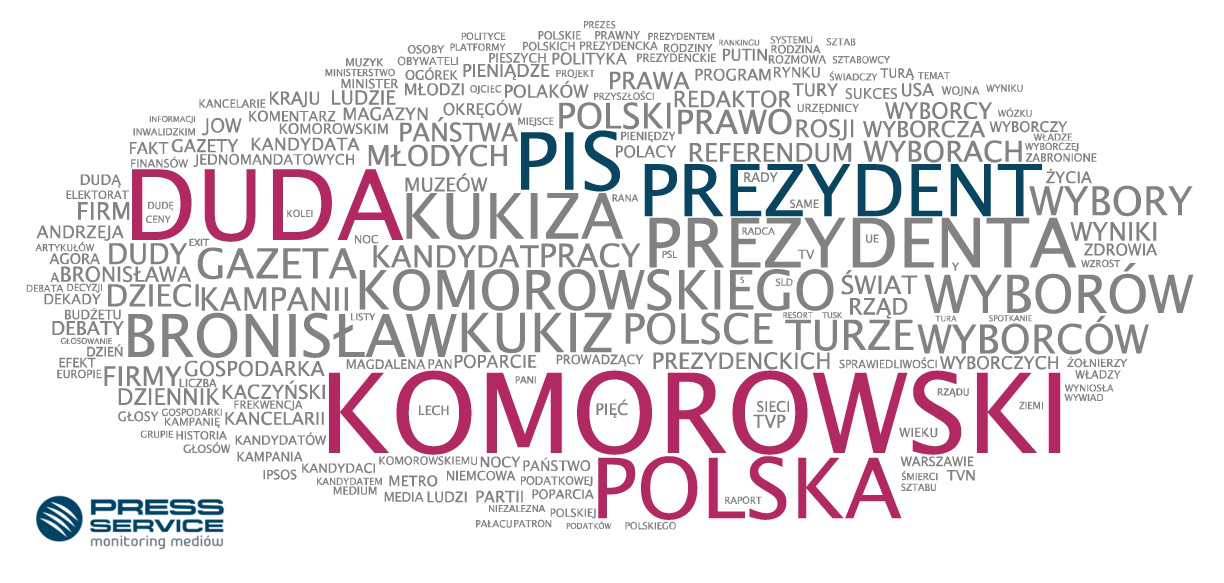 PREZES
POLITYCE POLSKIE PRAWNY PREZYDENTEM
OSOBY PLATFORMY POLSKICH PREZYDENCKA RODZINY RANKINGU SYSTEMU SZTAB
MUZYK OBYWATELI PIESZYCH POLITYKA PREZYDENCKIE PUTIN RODZINA ROZMOWA SZTABOWCY
MINISTERSTWO OGÓREK PIENIĄDZE PROJEKT PRAWA PROGRAM RYNKU ŚWIADCZY TURĄ TEMAT
MINISTER MŁODZI OJCIEC POLAKÓW PRZYSZŁOŚCI TURY SUKCES USA WOJNA WYNIKU
KANCELARIE KRAJU LUDZIE OKRĘGÓW POLSKI REDAKTOR URZĘDNICY WYBORCY WÓZKU
INFORMACJI JOW KOMENTARZ MAGAZYN MIEJSCE PRAWO ROSJI WYBORCZA WYBORCZY
INWALIDZKIM KOMOROWSKIM PAŃSTWA PIENIĘDZY WŁADZE
FAKT GAZETY KANDYDATA MŁODYCH PIS POLACY REFERENDUM WYBORACH WYBORCZEJ
FINANSÓW JEDNOMANDATOWYCH ZABRONIONE
DUDĄ DUDA MUZEÓW PREZYDENT RADY ŻYCIA
ELEKTORAT KUKIZA RANA SAME WYBORY
FIRM DUDĘ CENY KOLEI
ANDRZEJA NOC PREZYDENTA RADCA UE WYNIKI
ARTYKUŁÓW DUDY EXIT GAZETA KANDYDAT PRACY PSL TV ZDROWIA
AGORA WZROST
A BRONISŁAWA KOMOROWSKIEGO S SLD Y ŚWIAT WYBORÓW
DEBATA DECYZJI DZIECI KAMPANII RZĄD
DEKADY
BUDŻETU BRONISŁAW LISTY KUKIZ POLSCE RESORT TUSK TURA SPOTKANIE
DEBATY TURZE WYBORCÓW
GŁOSOWANIE
DZIEŃ
EFEKT GOSPODARKA MAGDALENA PAN POPARCIE PROWADZĄCY PREZYDENCKICH SPRAWIEDLIWOŚCI WYBORCZYCH ŻOŁNIERZY
EUROPIE FIRMY LICZBA PANI WŁADZY
DZIENNIK KACZYŃSKI KOMOROWSKI RZĄDU WYNIOSŁA
FREKWENCJA WYWIAD
GŁOSY GOSPODARKI KANCELARII LECH PIĘĆ SIECI ZIEMI
KAMPANIĘ TVP
GRUPIE HISTORIA KANDYDATÓW WIEKU
GŁOSÓW KAMPANIA
IPSOS KANDYDACI KOMOROWSKIEMU NOCY PAŃSTWO POLSKA WARSZAWIE
KANDYDATEM METRO NIEMCOWA PODATKOWEJ ŚMIERCI TVN
MEDIUM MEDIA LUDZI PARTII POPARCIA RAPORT SZTABU
NIEZALEŻNA POLSKIEJ
PAŁACU PATRON PODATKÓW POLSKIEGO
PRESS
SERVICE
monitoring mediów